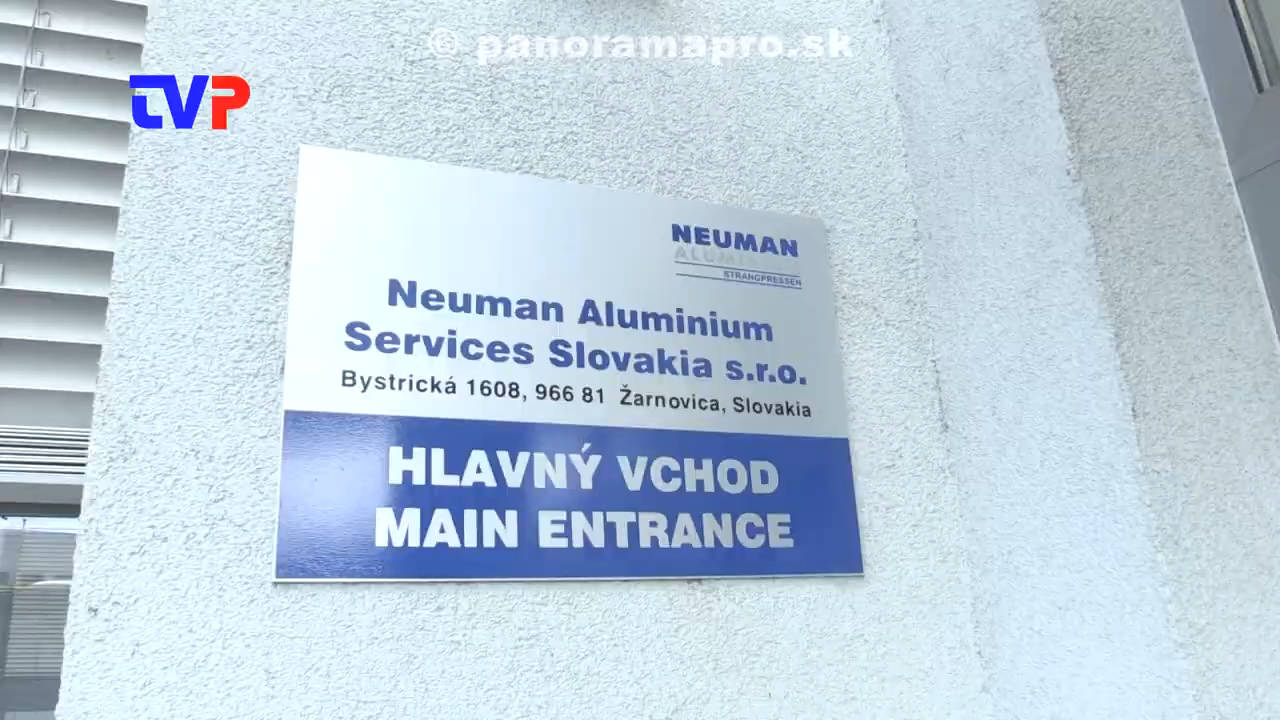 © panoramapro.sk
TVP
NEUMAN
ALUMINIUM
STRANGPRESSEN
Neuman Aluminium
Services Slovakia s.r.o.
Bystrická 1608, 966 81 Žarnovica, Slovakia
HLAVNÝ VCHOD
MAIN ENTRANCE